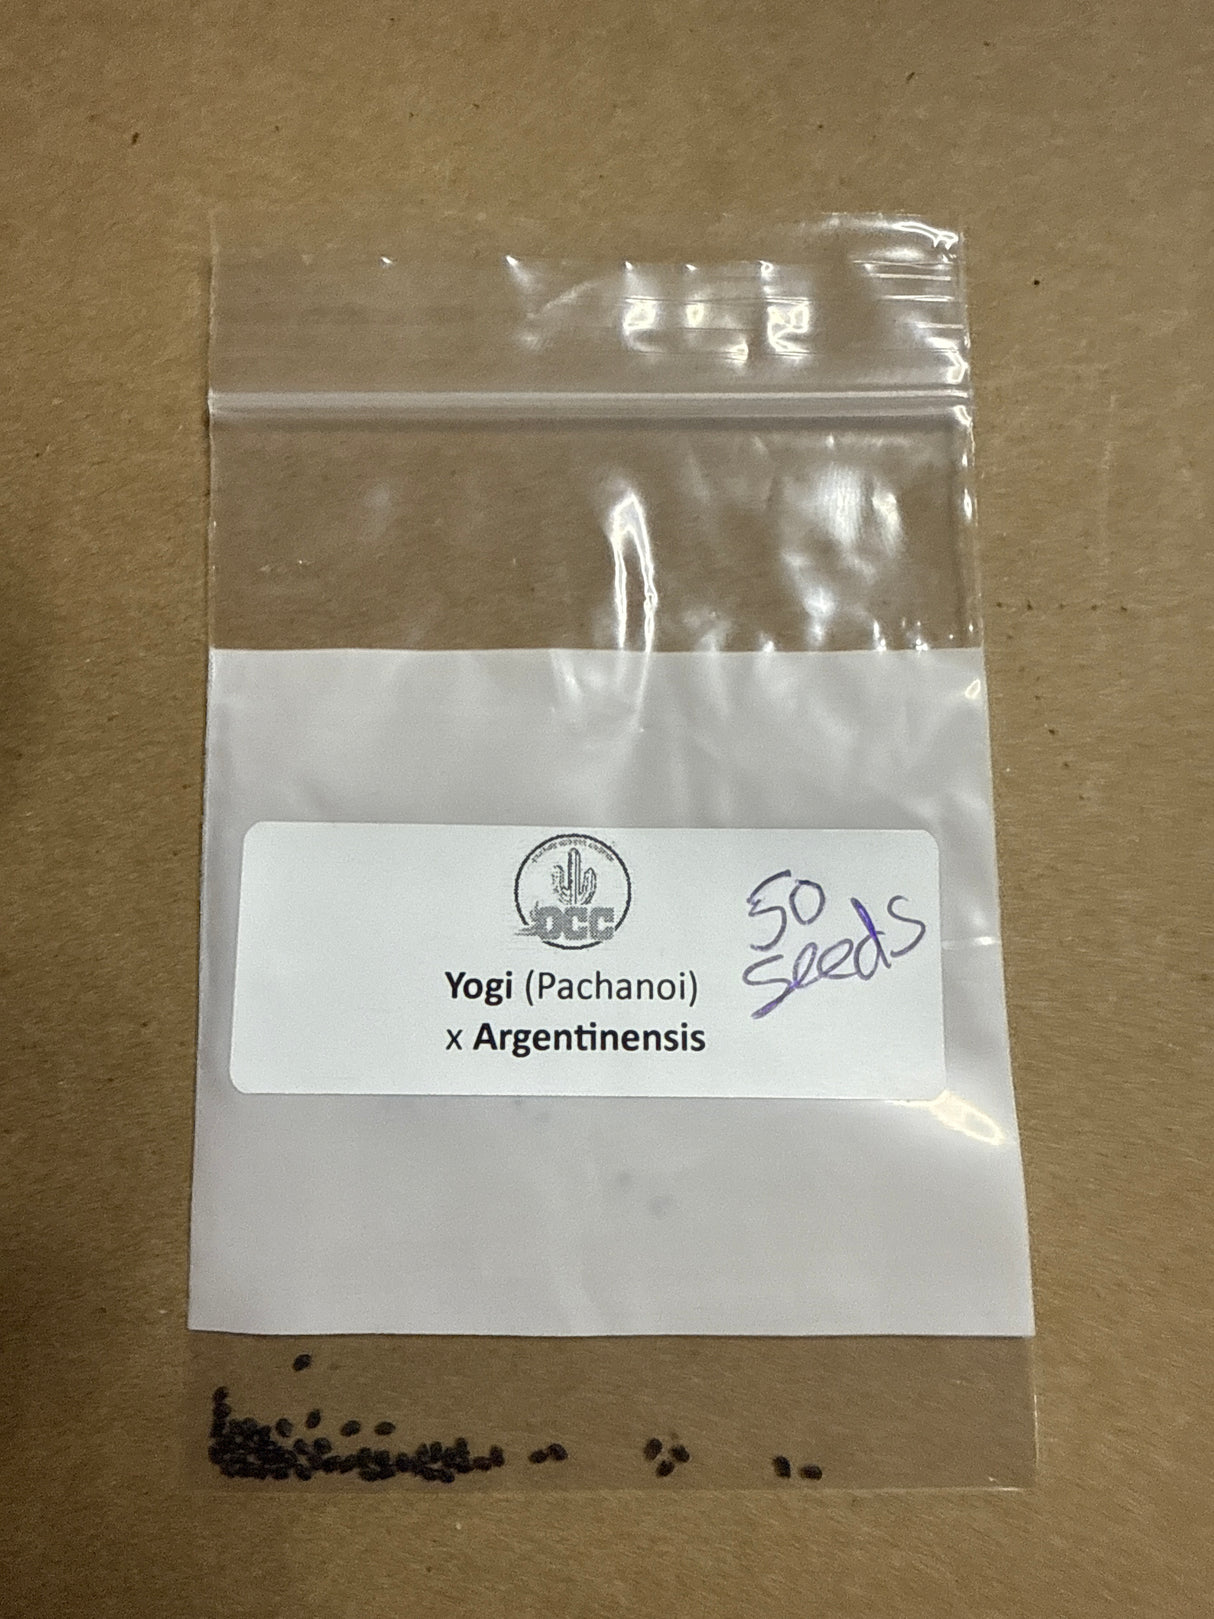 OCC
Yogi (Pachanoi)
x Argentinensis
50
seeds